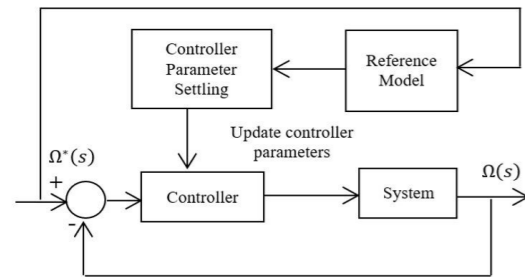 Controller
Parameter
Settling
Reference
Model
Update controller
parameters
Ω*(s)
+
-
Controller
System
Ω(s)